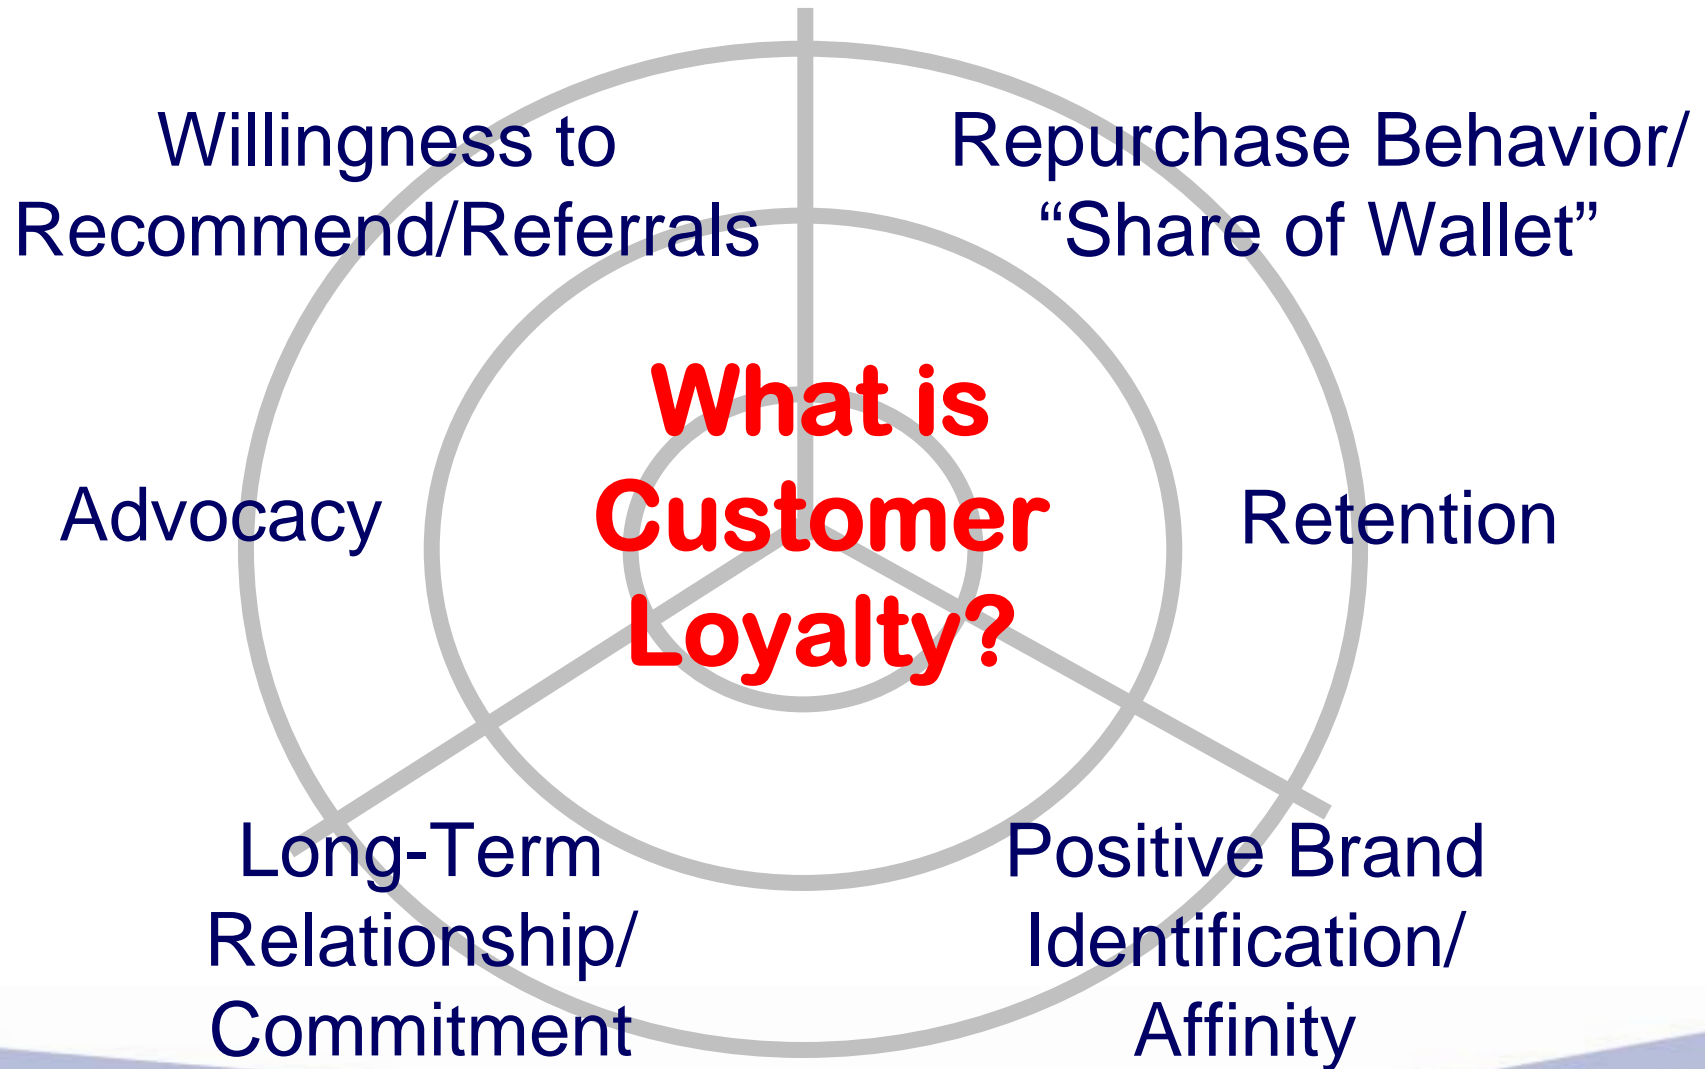 Willingness to
Recommend/Referrals
Repurchase Behavior/
“Share of Wallet”
What is
Customer
Loyalty?
Advocacy
Retention
Long-Term
Relationship/
Commitment
Positive Brand
Identification/
Affinity